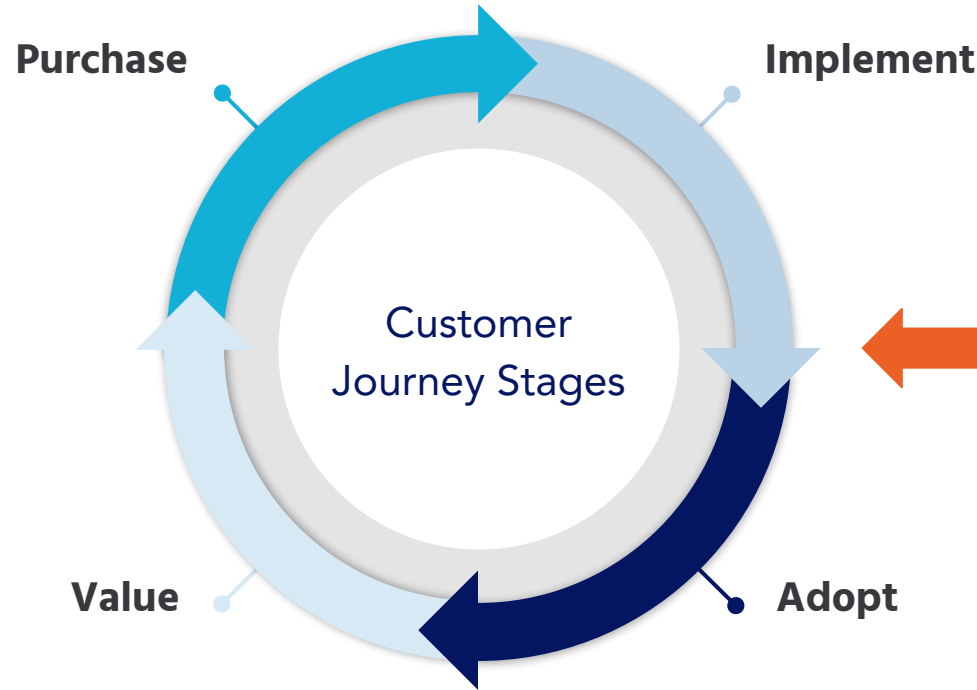 Purchase
Implement
Customer
Journey Stages
Value
Adopt